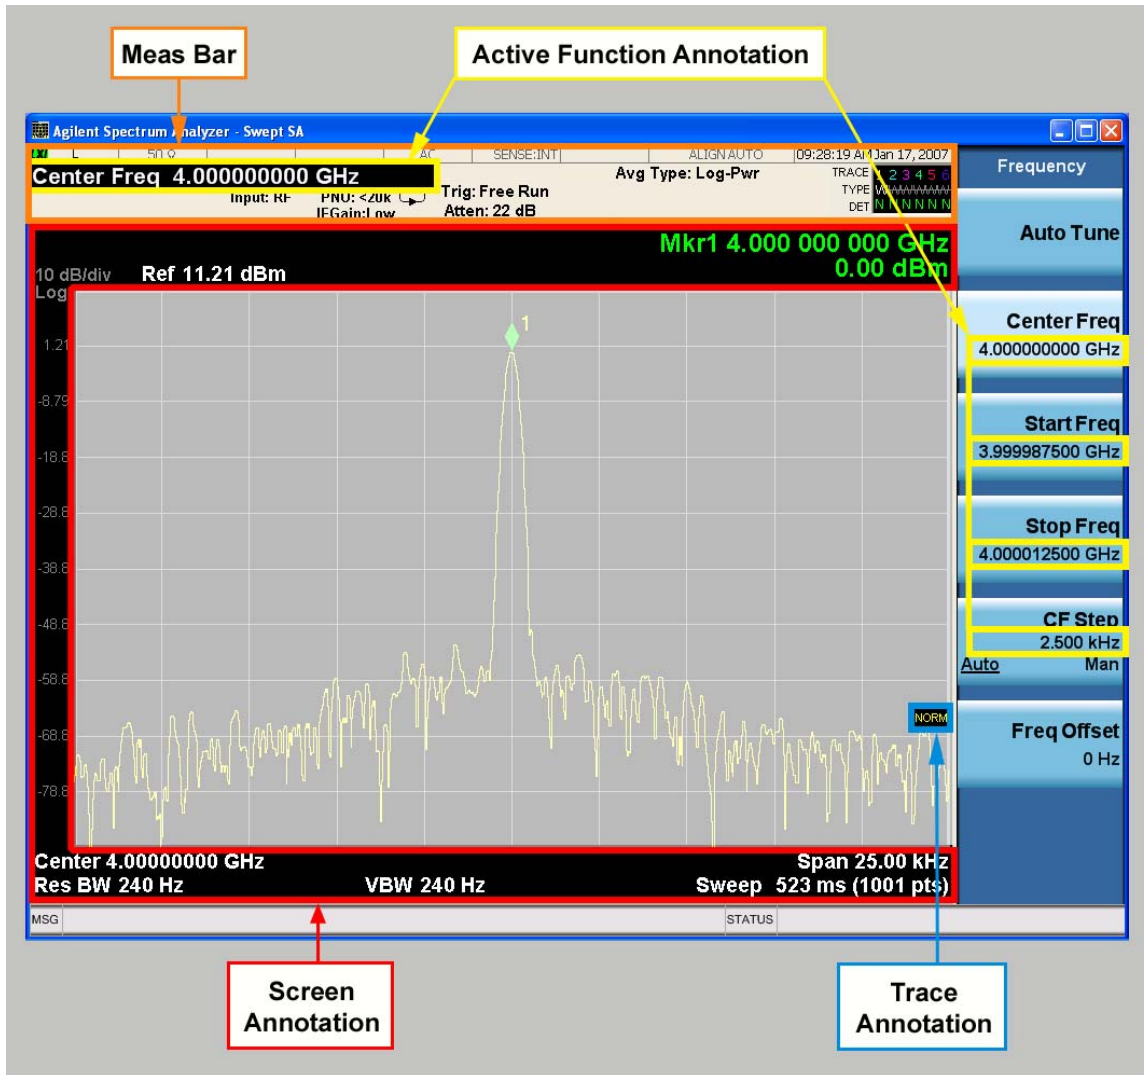 Meas Bar
Active Function Annotation
Agilent Spectrum Analyzer - Swept SA
L 50 Ω AC SENSE:INT ALIGN AUTO 09:28:19 AM Jan 17, 2007
Center Freq 4.000000000 GHz
Input: RF PNO: <20k
IFGain:Low
Trig: Free Run
Atten: 22 dB
Avg Type: Log-Pwr
TRACE 1 2 3 4 5 6
TYPE
DET N N N N N N
Frequency
Auto Tune
Mkr1 4.000 000 000 GHz
0.00 dBm
10 dB/div Ref 11.21 dBm
Log
1
1.21
-8.79
-18.8
-28.8
-38.8
-48.8
-58.8
-68.8
-78.8
Center Freq
4.000000000 GHz
Start Freq
3.999987500 GHz
Stop Freq
4.000012500 GHz
CF Step
2.500 kHz
Auto Man
NORM
Freq Offset
0 Hz
Center 4.00000000 GHz Span 25.00 kHz
Res BW 240 Hz VBW 240 Hz Sweep 523 ms (1001 pts)
MSG STATUS
Screen
Annotation
Trace
Annotation